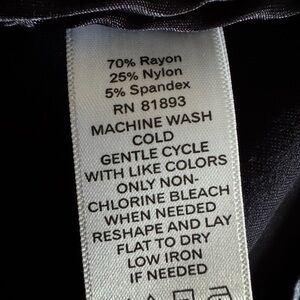 70% Rayon
25% Nylon
5% Spandex
RN 81893
MACHINE WASH
COLD
GENTLE CYCLE
WITH LIKE COLORS
ONLY NON-
CHLORINE BLEACH
WHEN NEEDED
RESHAPE AND LAY
FLAT TO DRY
LOW IRON
IF NEEDED